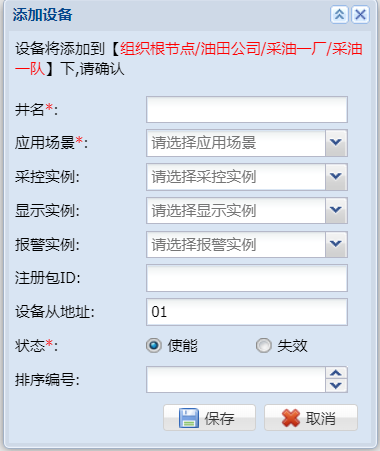 添加设备
设备将添加到【组织根节点/油田公司/采油一厂/采油
一队】下,请确认
井名*:
应用场景*: 请选择应用场景
采控实例: 请选择采控实例
显示实例: 请选择显示实例
报警实例: 请选择报警实例
注册包ID:
设备从地址: 01
状态*: 使能 失效
排序编号:
保存 取消